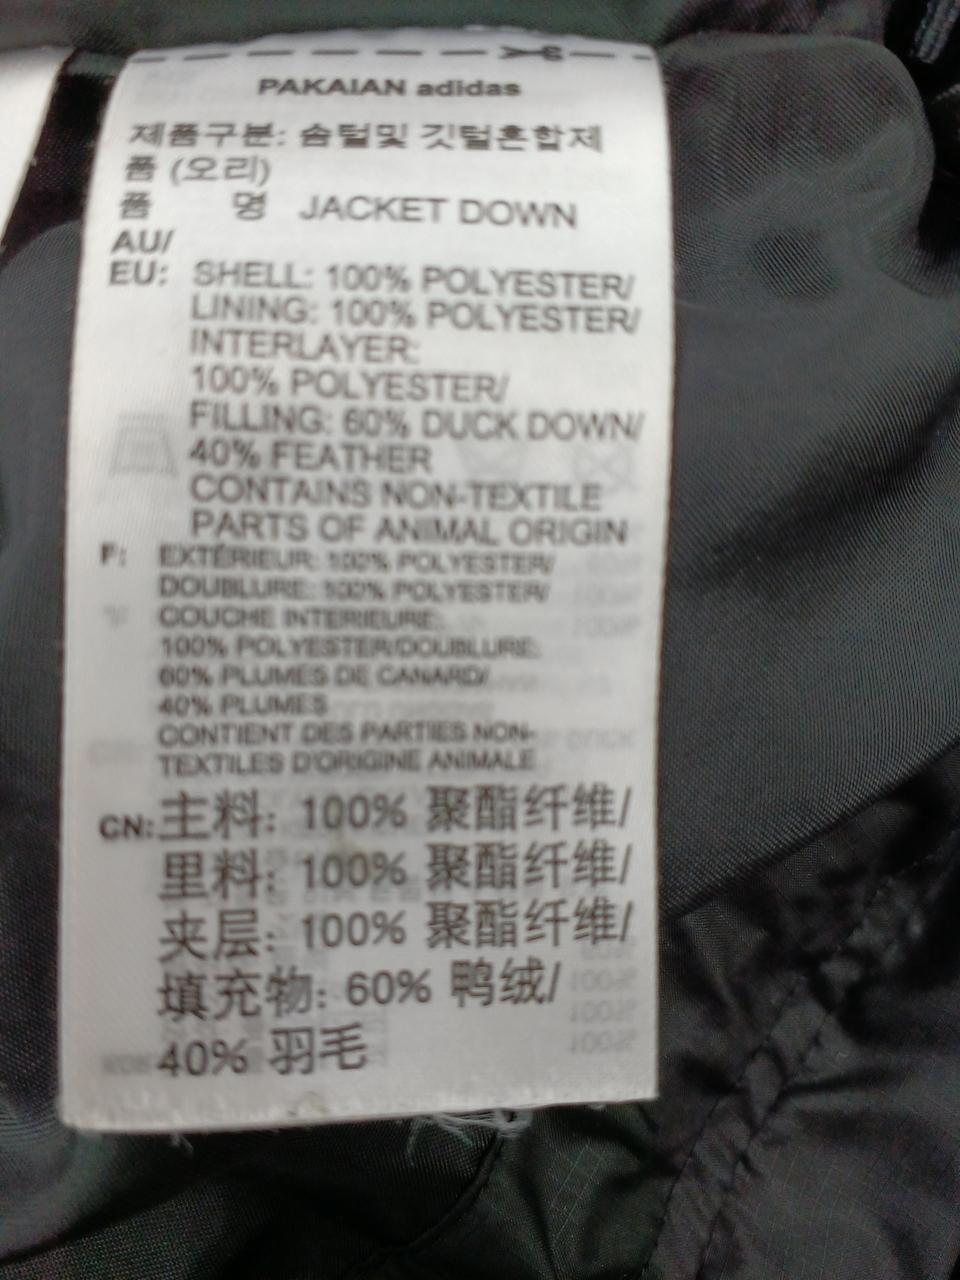 PAKAIAN adidas
제품구분: 솜털및 깃털혼합제
품 (오리)
품 명 JACKET DOWN
AU/
EU: SHELL: 100% POLYESTER/
LINING: 100% POLYESTER/
INTERLAYER:
100% POLYESTER/
FILLING: 60% DUCK DOWN/
40% FEATHER
CONTAINS NON-TEXTILE
PARTS OF ANIMAL ORIGIN
F: EXTÉRIEUR: 100% POLYESTER/
DOUBLURE: 100% POLYESTER/
COUCHE INTERIEURE:
100% POLYESTER/DOUBLURE:
60% PLUMES DE CANARD/
40% PLUMES
CONTIENT DES PARTIES NON-
TEXTILES D'ORIGINE ANIMALE
CN: 主料: 100% 聚酯纤维/
里料: 100% 聚酯纤维/
夹层: 100% 聚酯纤维/
填充物: 60% 鸭绒/
40% 羽毛